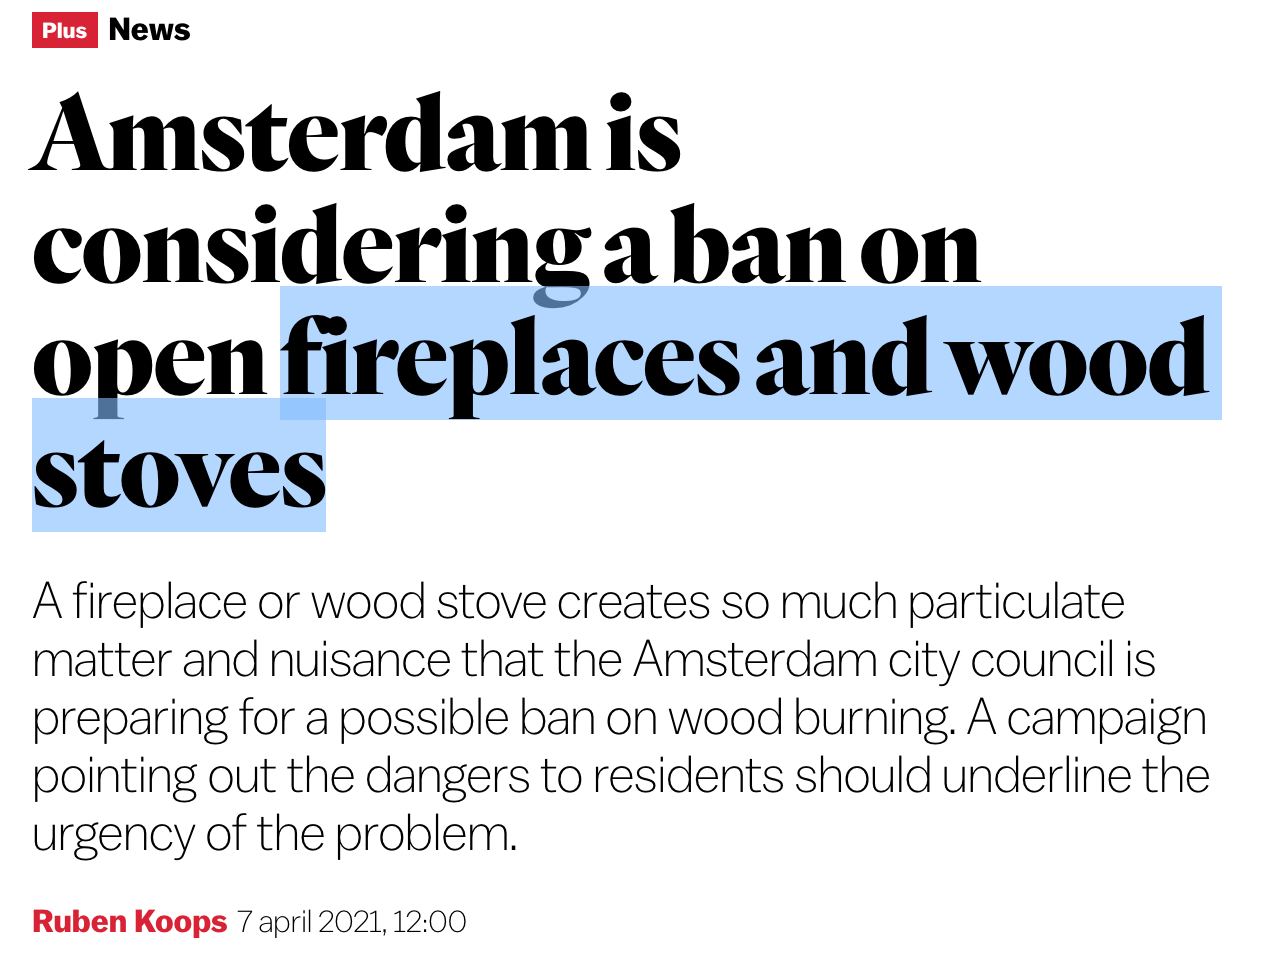 Plus News
Amsterdam is
considering a ban on
open fireplaces and wood
stoves
A fireplace or wood stove creates so much particulate
matter and nuisance that the Amsterdam city council is
preparing for a possible ban on wood burning. A campaign
pointing out the dangers to residents should underline the
urgency of the problem.
Ruben Koops 7 april 2021, 12:00